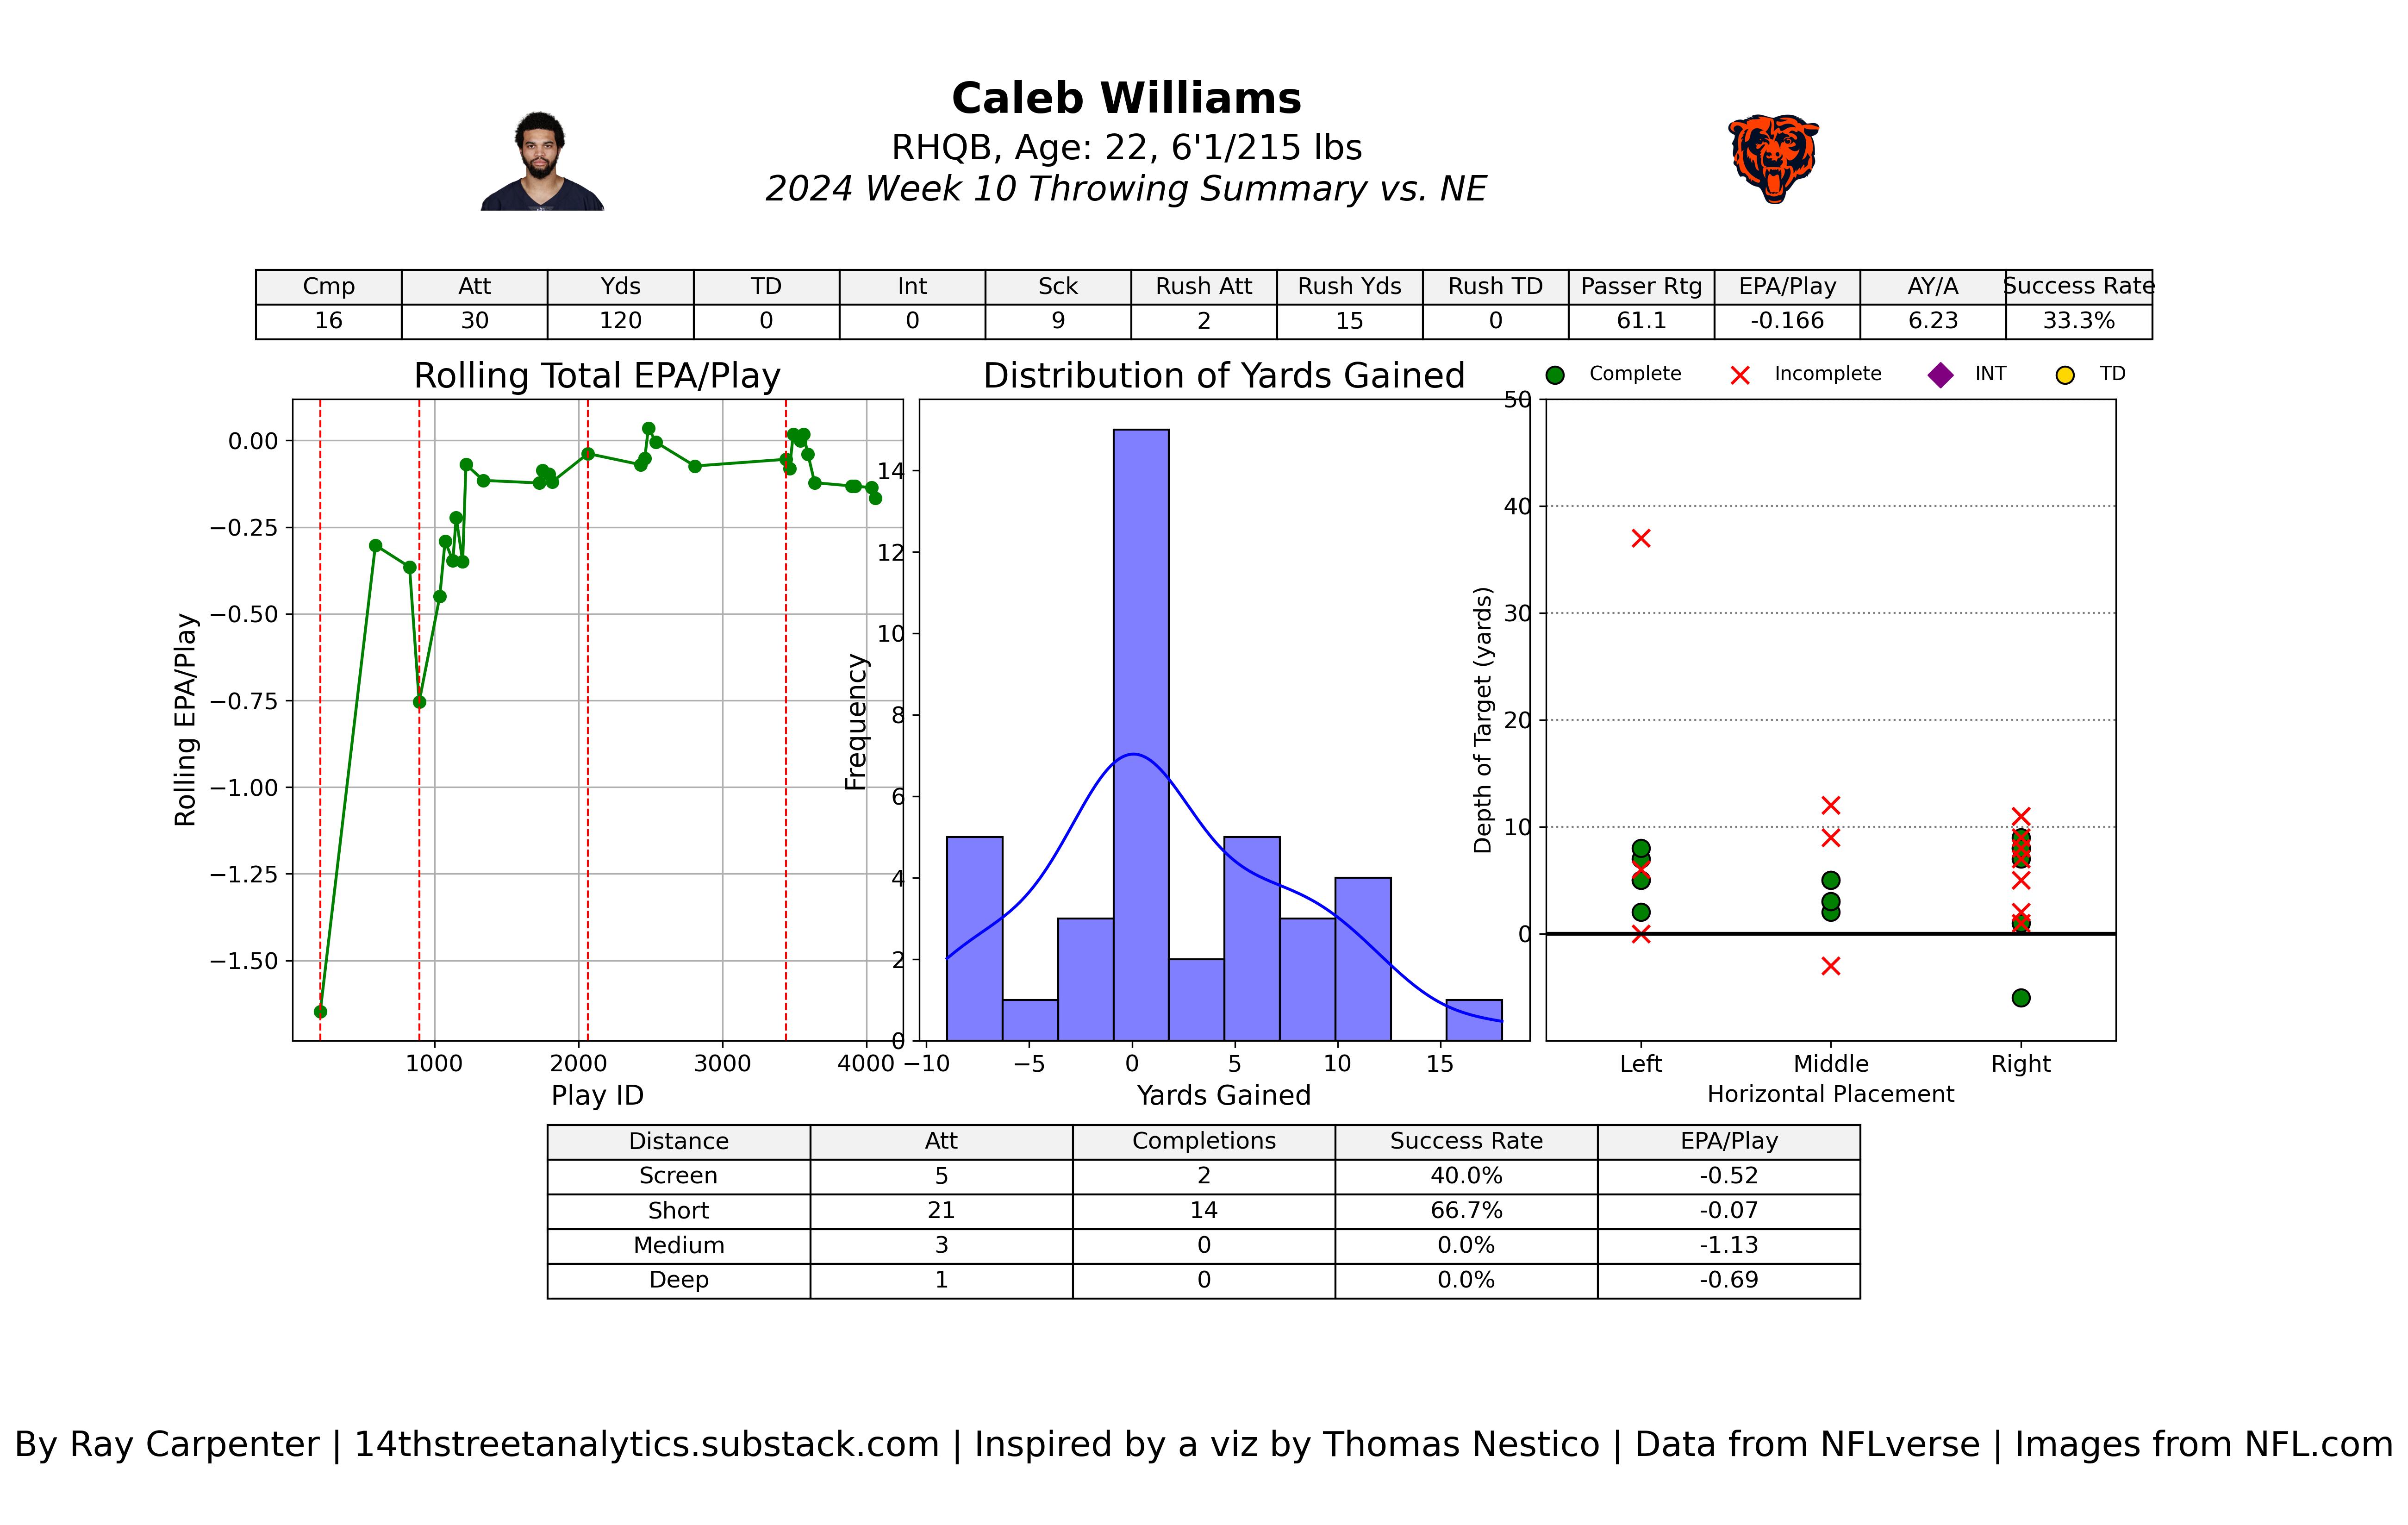 Caleb Williams
RHQB, Age: 22, 6'1/215 lbs
2024 Week 10 Throwing Summary vs. NE
Cmp Att Yds TD Int Sck Rush Att Rush Yds Rush TD Passer Rtg EPA/Play AY/A Success Rate
16 30 120 0 0 9 2 15 0 61.1 -0.166 6.23 33.3%
Rolling Total EPA/Play
Rolling EPA/Play
0.00
−0.25
−0.50
−0.75
−1.00
−1.25
−1.50
1000 2000 3000 4000
Play ID
Distribution of Yards Gained
Frequency
14
12
10
8
6
4
2
0
−10 −5 0 5 10 15
Yards Gained
Complete Incomplete INT TD
Depth of Target (yards)
50
40
30
20
10
0
Left Middle Right
Horizontal Placement
Distance Att Completions Success Rate EPA/Play
Screen 5 2 40.0% -0.52
Short 21 14 66.7% -0.07
Medium 3 0 0.0% -1.13
Deep 1 0 0.0% -0.69
By Ray Carpenter | 14thstreetanalytics.substack.com | Inspired by a viz by Thomas Nestico | Data from NFLverse | Images from NFL.com